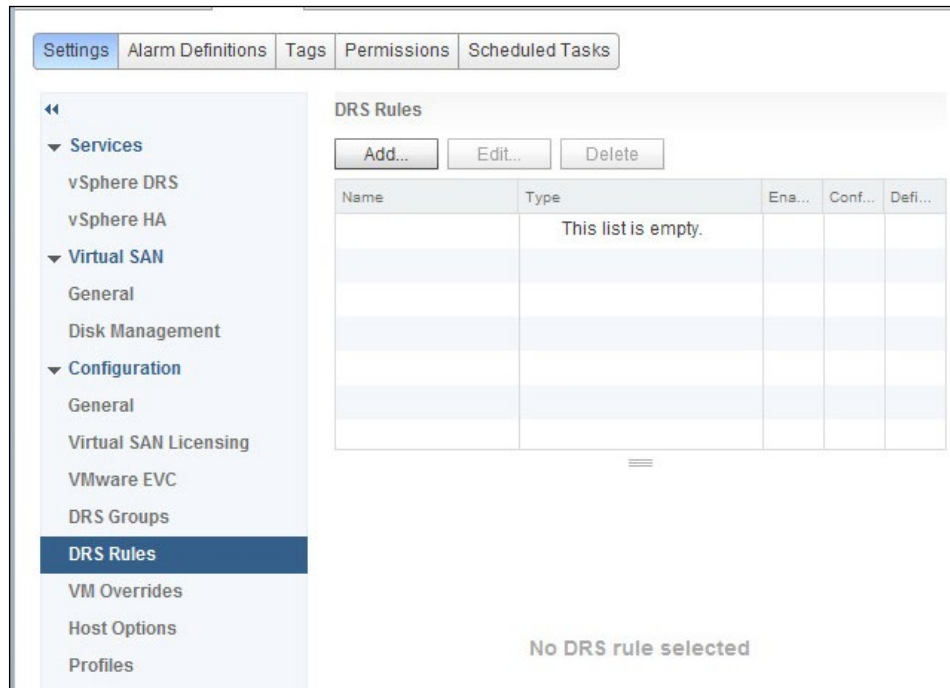 Settings Alarm Definitions Tags Permissions Scheduled Tasks
Services
vSphere DRS
vSphere HA
Virtual SAN
General
Disk Management
Configuration
General
Virtual SAN Licensing
VMware EVC
DRS Groups
DRS Rules
VM Overrides
Host Options
Profiles
DRS Rules
Add... Edit... Delete
Name Type Ena... Conf... Defi...
This list is empty.
No DRS rule selected